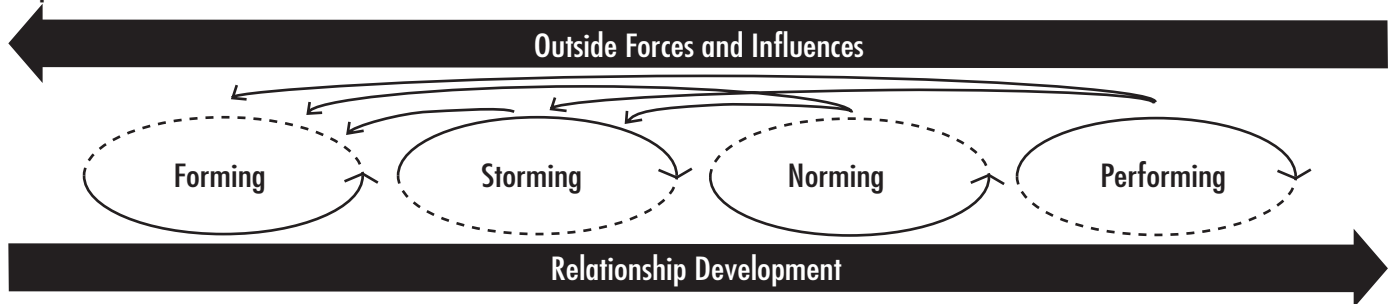 Outside Forces and Influences
Forming Storming Norming Performing
Relationship Development